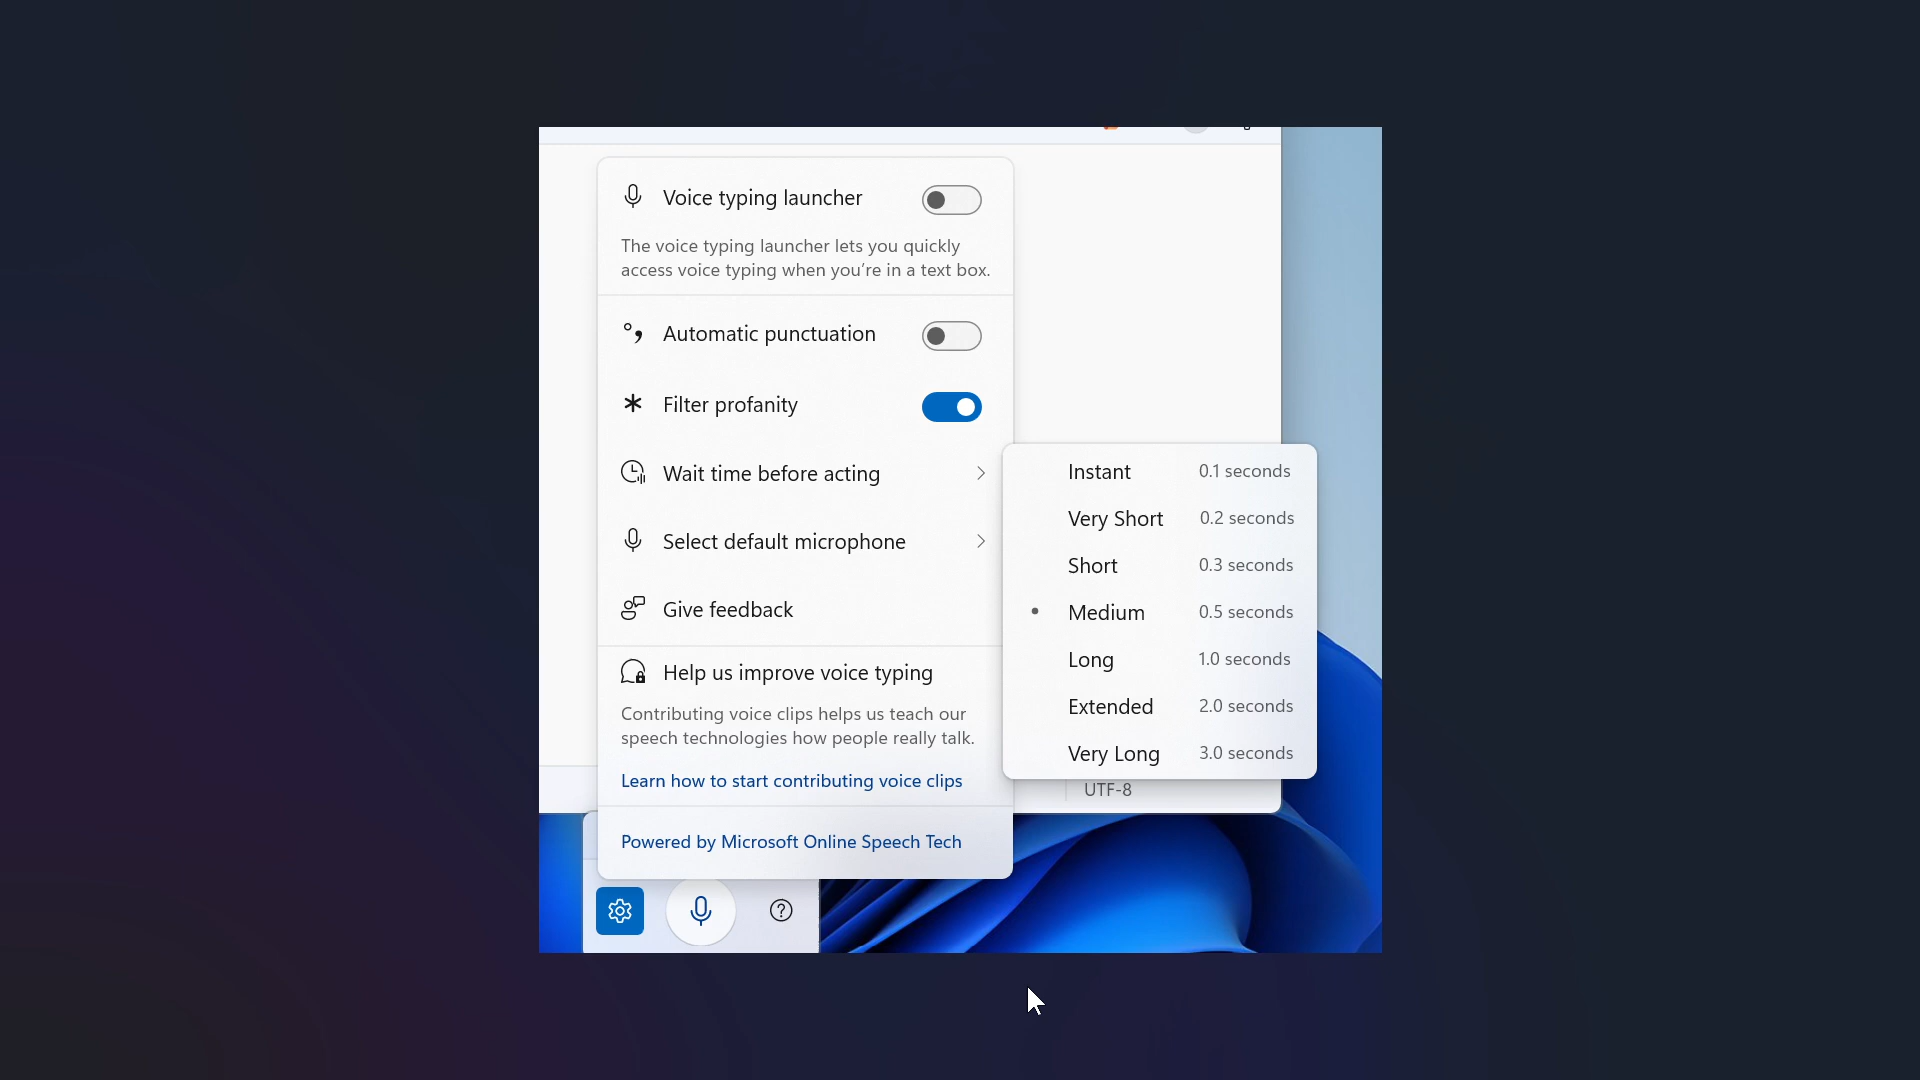 Voice typing launcher
The voice typing launcher lets you quickly
access voice typing when you're in a text box.
Automatic punctuation
Filter profanity
Wait time before acting
Select default microphone
Give feedback
Help us improve voice typing
Contributing voice clips helps us teach our
speech technologies how people really talk.
Learn how to start contributing voice clips
Powered by Microsoft Online Speech Tech
Instant 0.1 seconds
Very Short 0.2 seconds
Short 0.3 seconds
Medium 0.5 seconds
Long 1.0 seconds
Extended 2.0 seconds
Very Long 3.0 seconds
UTF-8